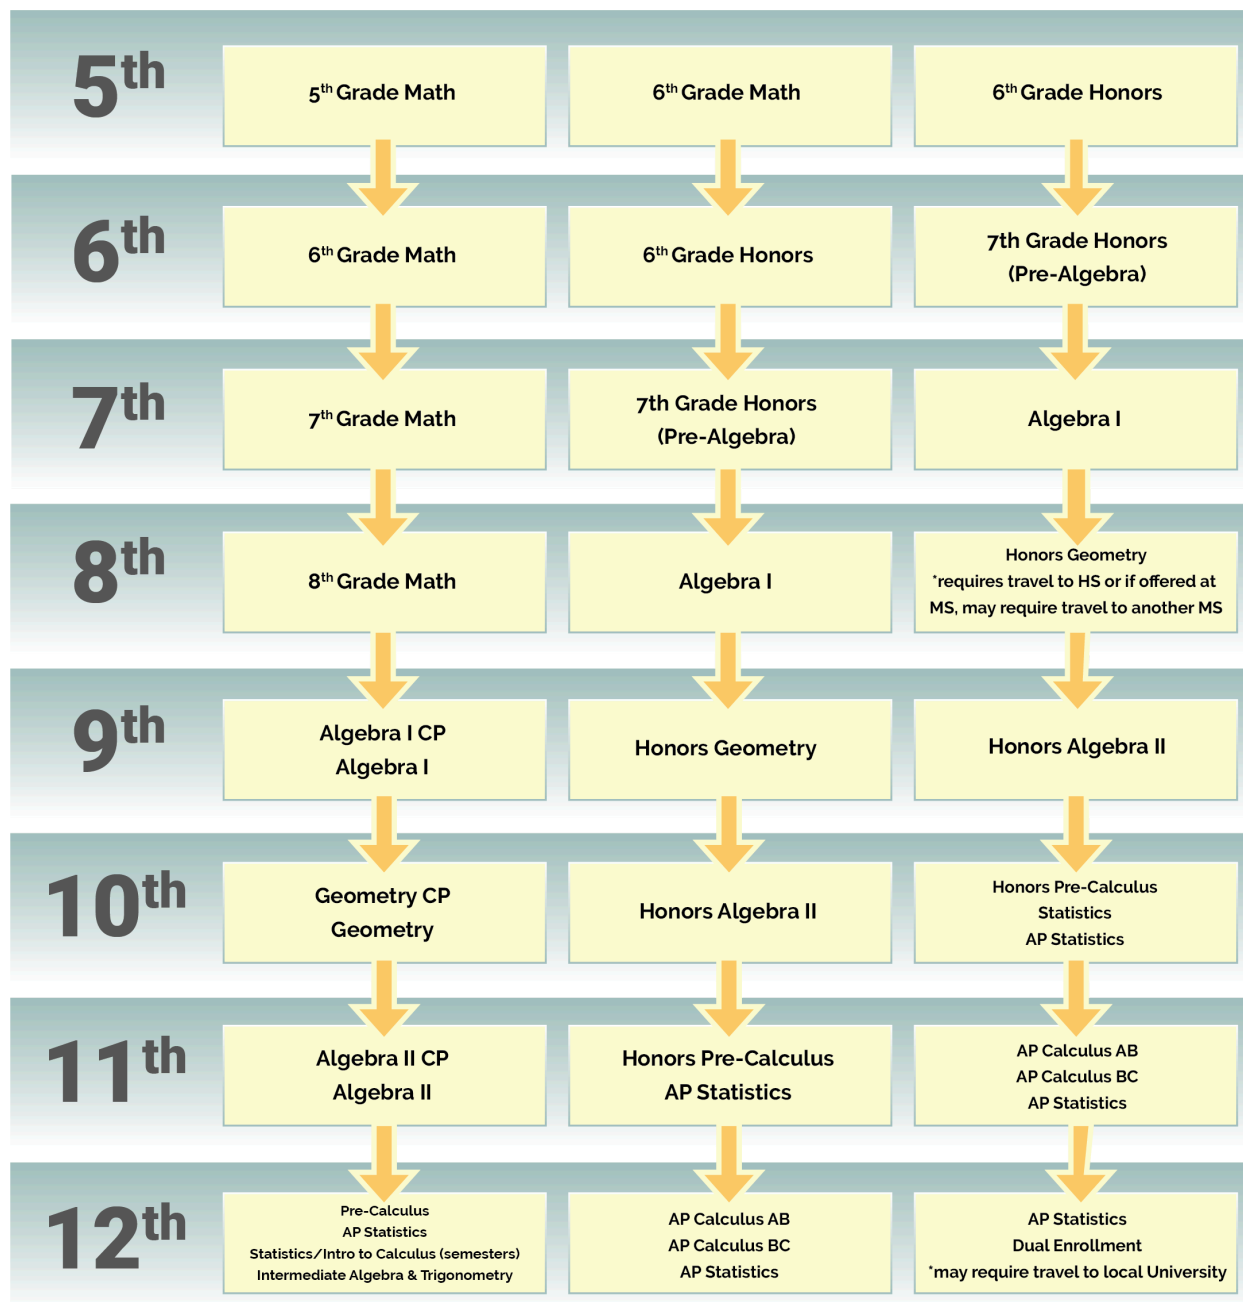 5th
5th Grade Math
6th Grade Math
6th Grade Honors
6th
6th Grade Math
6th Grade Honors
7th Grade Honors
(Pre-Algebra)
7th
7th Grade Math
7th Grade Honors
(Pre-Algebra)
Algebra I
8th
8th Grade Math
Algebra I
Honors Geometry
*requires travel to HS or if offered at
MS, may require travel to another MS
9th
Algebra I CP
Algebra I
Honors Geometry
Honors Algebra II
10th
Geometry CP
Geometry
Honors Algebra II
Honors Pre-Calculus
Statistics
AP Statistics
11th
Algebra II CP
Algebra II
Honors Pre-Calculus
AP Statistics
AP Calculus AB
AP Calculus BC
AP Statistics
12th
Pre-Calculus
AP Statistics
Statistics/Intro to Calculus (semesters)
Intermediate Algebra & Trigonometry
AP Calculus AB
AP Calculus BC
AP Statistics
AP Statistics
Dual Enrollment
*may require travel to local University